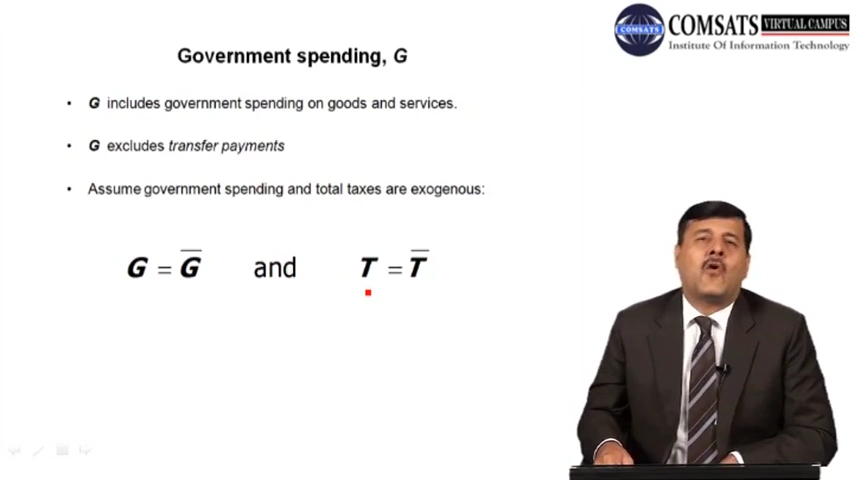 COMSATS VIRTUAL CAMPUS
COMSATS
Institute Of Information Technology
Government spending, G
• G includes government spending on goods and services.
• G excludes transfer payments
• Assume government spending and total taxes are exogenous:
G = G̅ and T = T̅